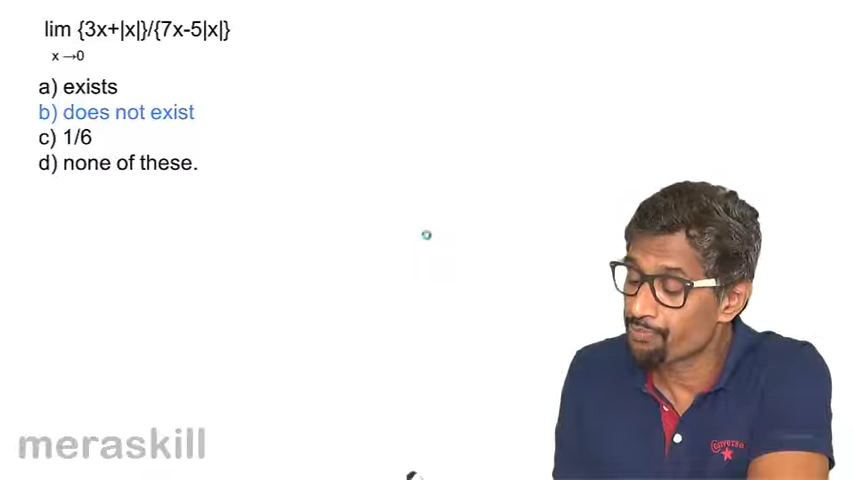 lim {3x+|x|}/{7x-5|x|}
x →0
a) exists
b) does not exist
c) 1/6
d) none of these.
Converse
meraskill